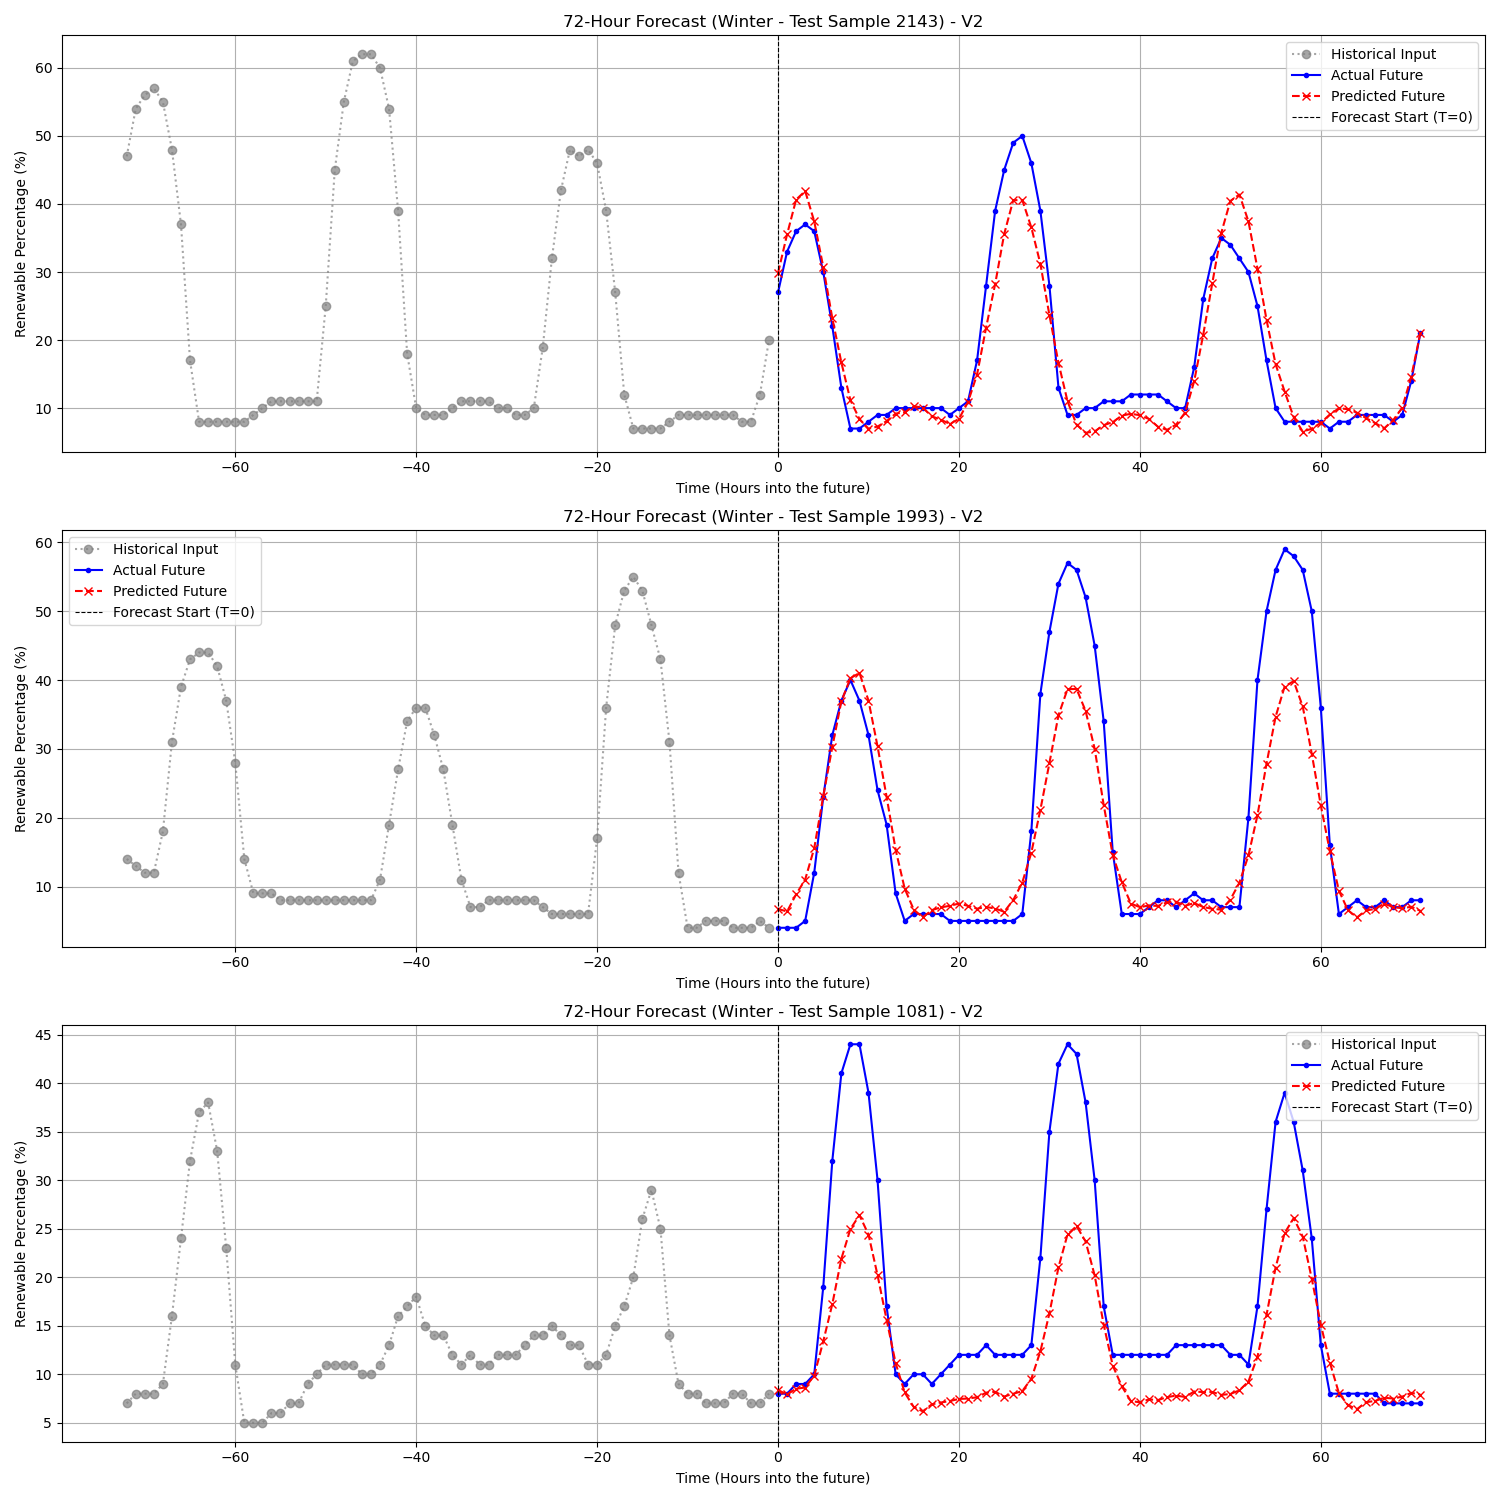 72-Hour Forecast (Winter - Test Sample 2143) - V2
Historical Input
Actual Future
Predicted Future
Forecast Start (T=0)
Renewable Percentage (%)
60
50
40
30
20
10
−60 −40 −20 0 20 40 60
Time (Hours into the future)
72-Hour Forecast (Winter - Test Sample 1993) - V2
Historical Input
Actual Future
Predicted Future
Forecast Start (T=0)
Renewable Percentage (%)
60
50
40
30
20
10
−60 −40 −20 0 20 40 60
Time (Hours into the future)
72-Hour Forecast (Winter - Test Sample 1081) - V2
Historical Input
Actual Future
Predicted Future
Forecast Start (T=0)
Renewable Percentage (%)
45
40
35
30
25
20
15
10
5
−60 −40 −20 0 20 40 60
Time (Hours into the future)